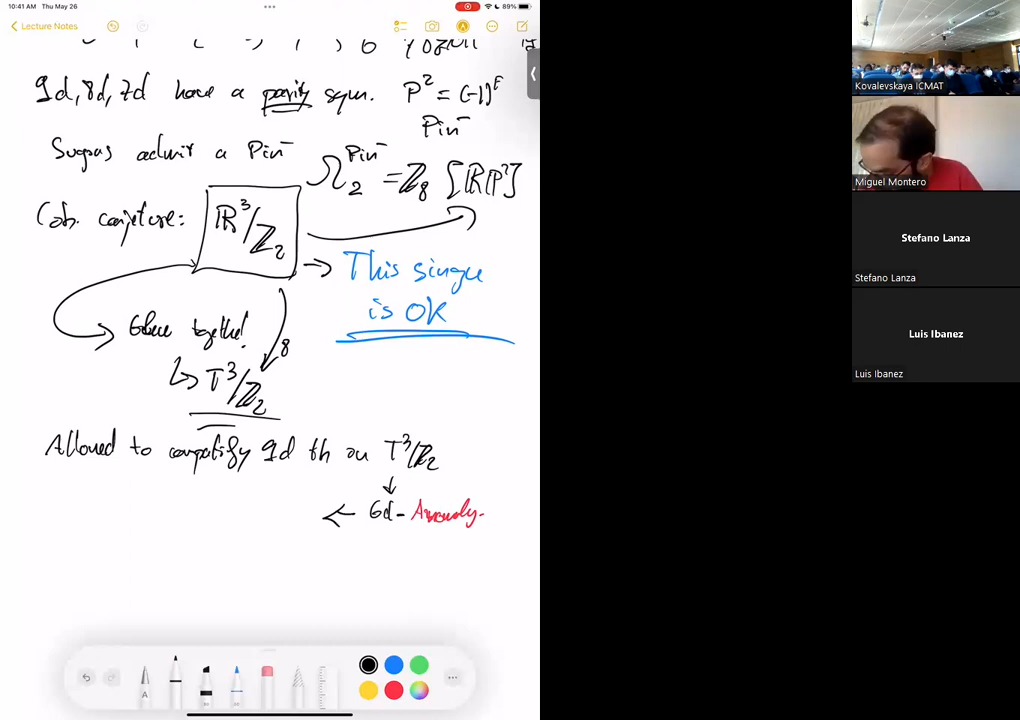 10:41 AM Thu May 26
89%
Lecture Notes
9d, 8d, 7d have a parity sym. P² = (-1)^F
Pin⁻
Sugras admit a Pin⁻ Ω₂^Pin⁻ = ℤ₈ [ℝP²]
Cob. conjecture: ℝ³/ℤ₂
→ This singu
is OK
Glue together!
8
↳ T³/ℤ₂
Allowed to compactify 9d th on T³/ℤ₂
↓
← 6d - Anomaly.
A
Kovalevskaya ICMAT
Miguel Montero
Stefano Lanza
Stefano Lanza
Luis Ibanez
Luis Ibanez